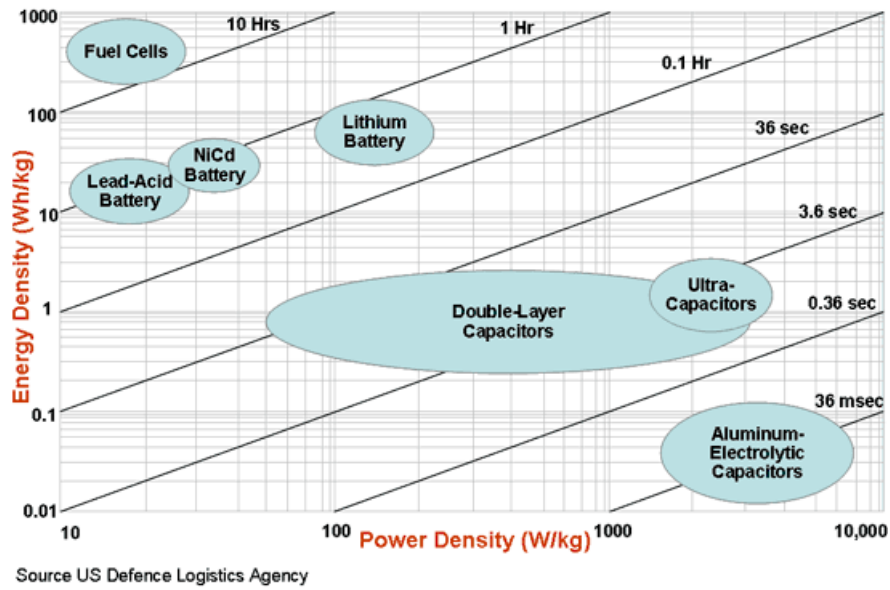 1000
100
10
1
0.1
0.01
Energy Density (Wh/kg)
10 Hrs
1 Hr
0.1 Hr
36 sec
3.6 sec
0.36 sec
36 msec
Fuel Cells
Lithium
Battery
NiCd
Battery
Lead-Acid
Battery
Double-Layer
Capacitors
Ultra-
Capacitors
Aluminum-
Electrolytic
Capacitors
10
100
1000
10,000
Power Density (W/kg)
Source US Defence Logistics Agency